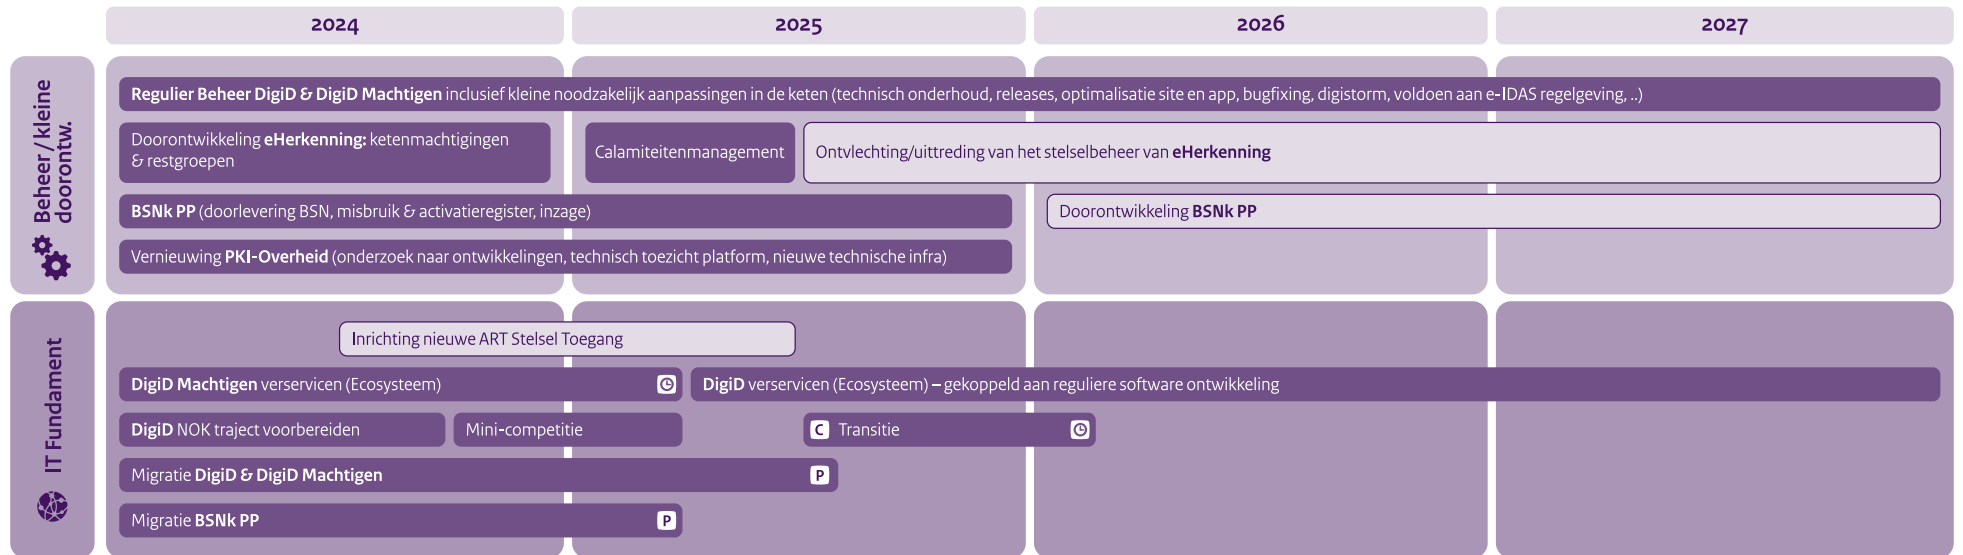 2024
2025
2026
2027
Beheer / kleine
doorontw.
Regulier Beheer DigiD & DigiD Machtigen inclusief kleine noodzakelijk aanpassingen in de keten (technisch onderhoud, releases, optimalisatie site en app, bugfixing, digistorm, voldoen aan e-IDAS regelgeving, ..)
Doorontwikkeling eHerkenning: ketenmachtigingen
& restgroepen
Calamiteitenmanagement
Ontvlechting/uittreding van het stelselbeheer van eHerkenning
BSNk PP (doorlevering BSN, misbruik & activatieregister, inzage)
Doorontwikkeling BSNk PP
Vernieuwing PKI-Overheid (onderzoek naar ontwikkelingen, technisch toezicht platform, nieuwe technische infra)
IT Fundament
Inrichting nieuwe ART Stelsel Toegang
DigiD Machtigen verservicen (Ecosysteem)
DigiD verservicen (Ecosysteem) – gekoppeld aan reguliere software ontwikkeling
DigiD NOK traject voorbereiden
Mini-competitie
C Transitie
Migratie DigiD & DigiD Machtigen
P
Migratie BSNk PP
P